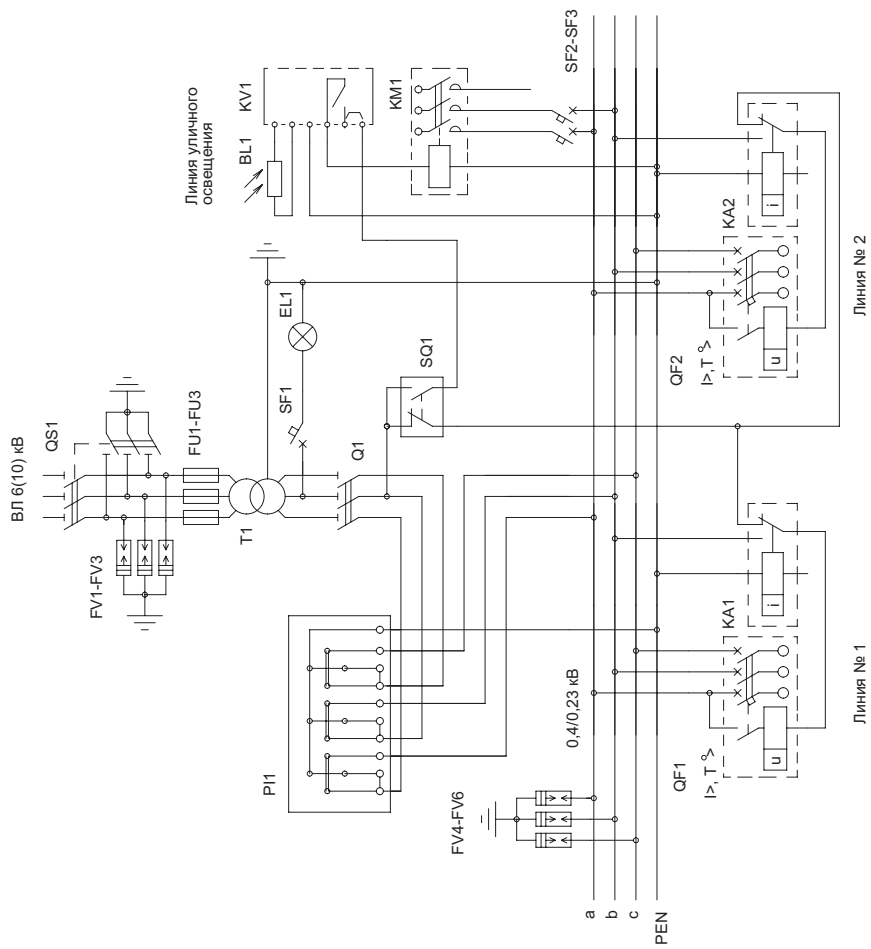 ВЛ 6(10) кВ
QS1
FV1-FV3
FU1-FU3
T1
SF1
EL1
Q1
Линия уличного
освещения
BL1
KV1
KM1
SF2-SF3
SQ1
PI1
FV4-FV6
0,4/0,23 кВ
a
b
c
PEN
QF1
I>, T°>
u
KA1
i
Линия № 1
QF2
I>,T°>
u
KA2
i
Линия № 2